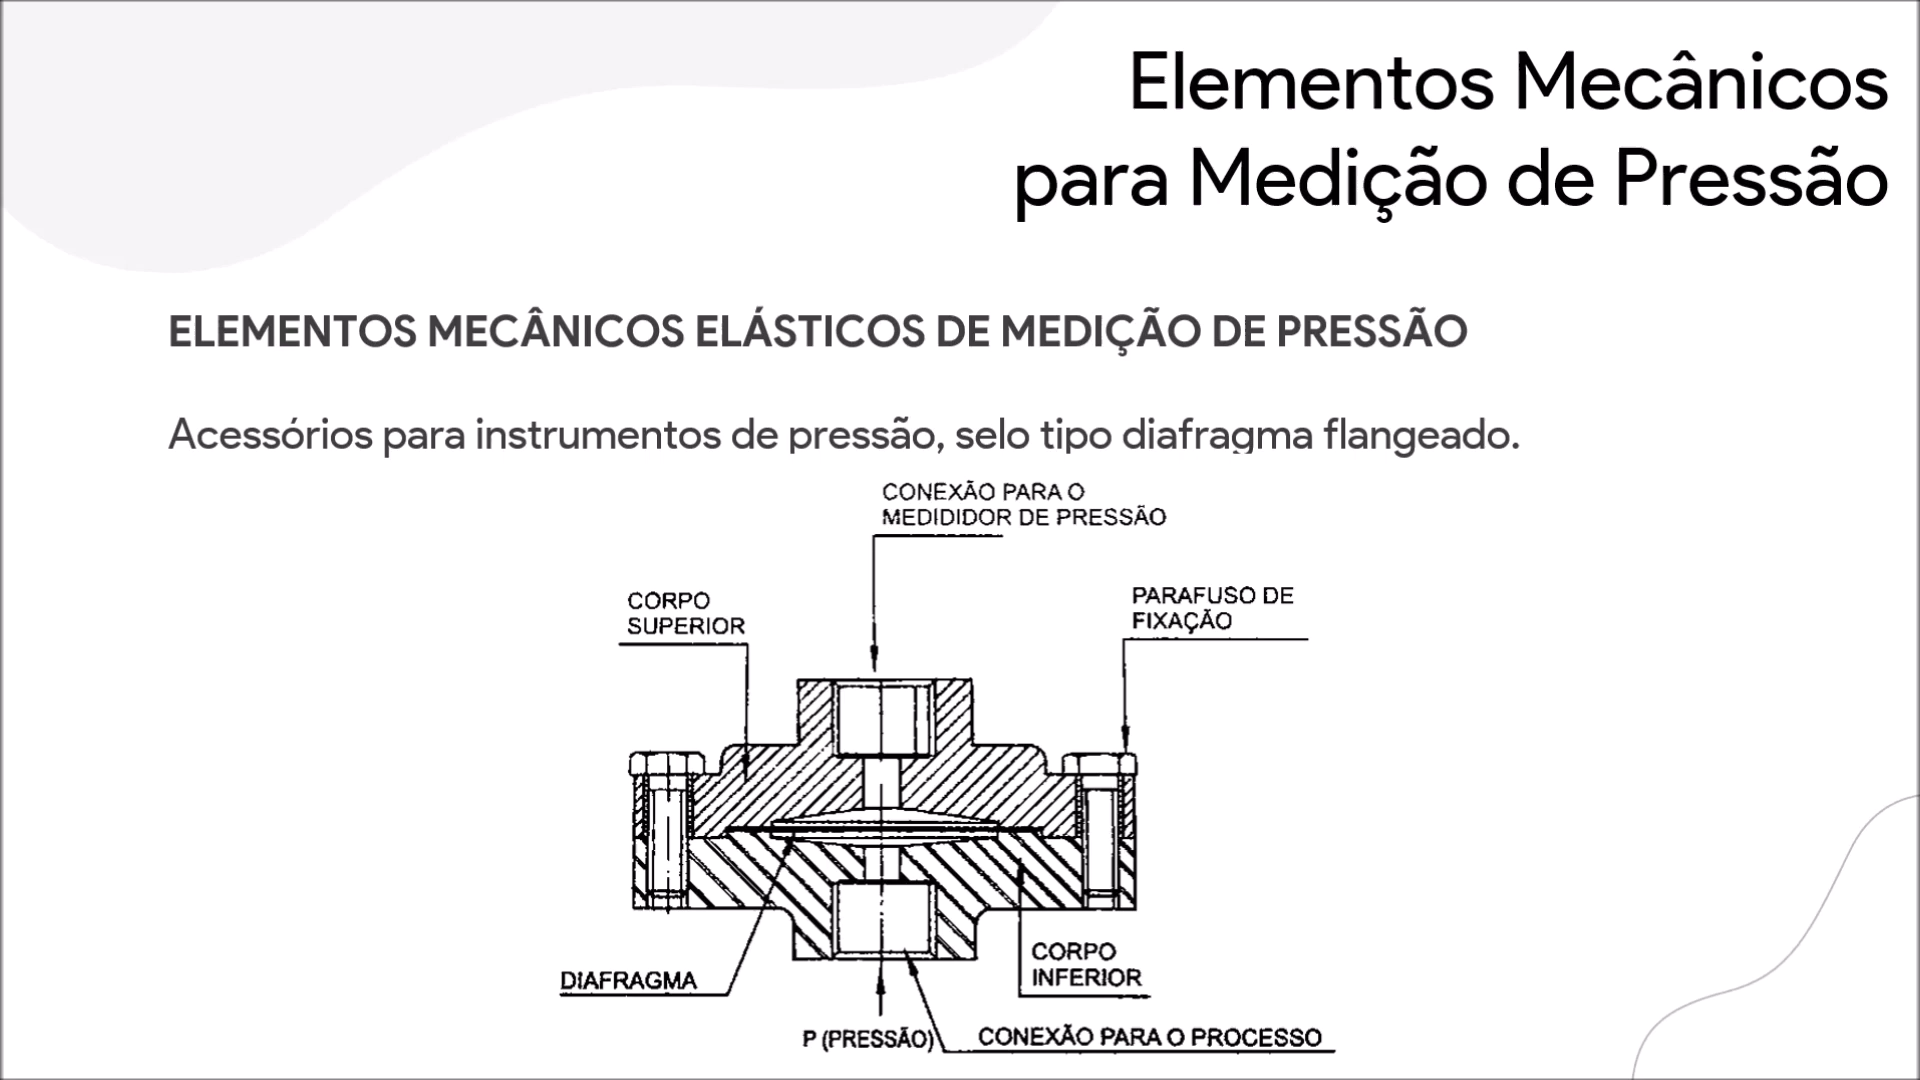 Elementos Mecânicos
para Medição de Pressão
ELEMENTOS MECÂNICOS ELÁSTICOS DE MEDIÇÃO DE PRESSÃO
Acessórios para instrumentos de pressão, selo tipo diafragma flangeado.
CONEXÃO PARA O
MEDIDIDOR DE PRESSÃO
CORPO
SUPERIOR
PARAFUSO DE
FIXAÇÃO
CORPO
INFERIOR
DIAFRAGMA
P (PRESSÃO)
CONEXÃO PARA O PROCESSO